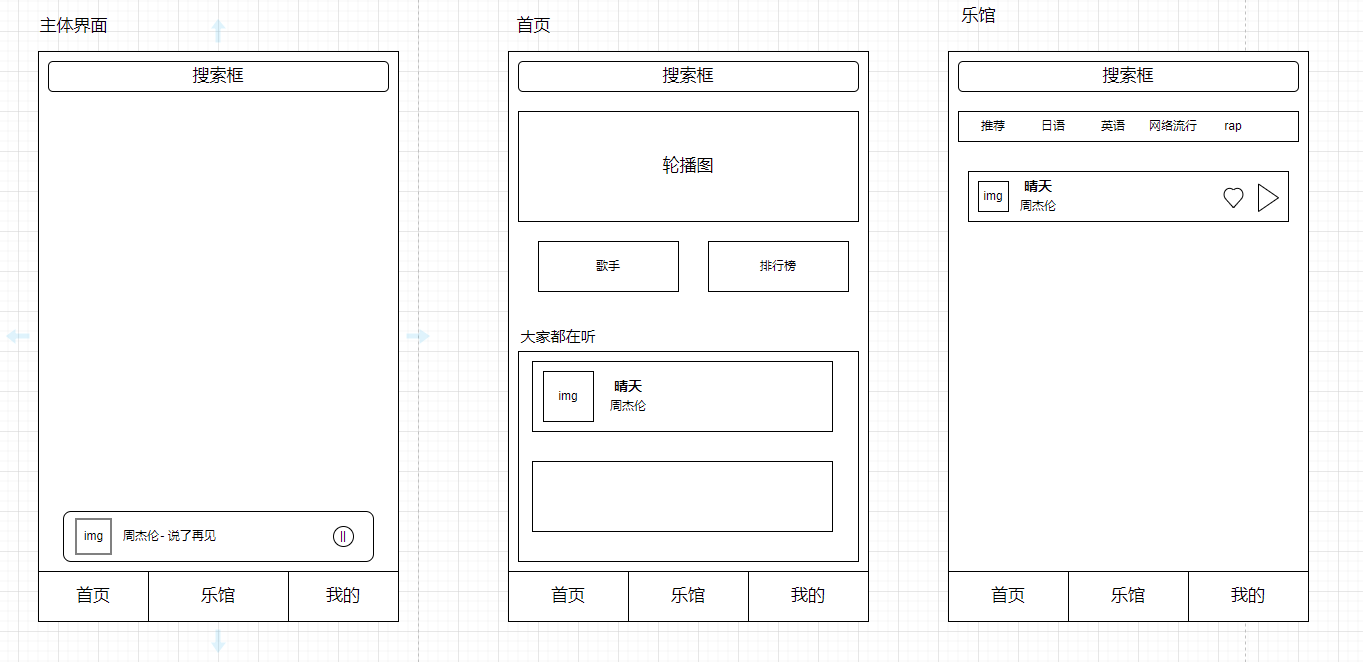 主体界面
搜索框
img
周杰伦 - 说了再见
首页
乐馆
我的
首页
搜索框
轮播图
歌手
排行榜
大家都在听
img
晴天
周杰伦
首页
乐馆
我的
乐馆
搜索框
推荐 日语 英语 网络流行 rap
img
晴天
周杰伦
首页
乐馆
我的